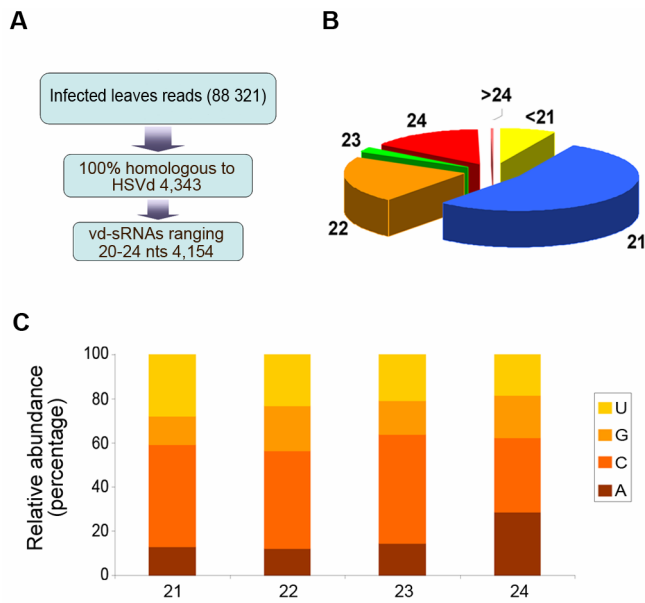 A
Infected leaves reads (88 321)
100% homologous to
HSVd 4,343
vd-sRNAs ranging
20-24 nts 4,154
B
>24
<21
24
23
22
21
C
Relative abundance
(percentage)
100
80
60
40
20
0
21
22
23
24
U
G
C
A